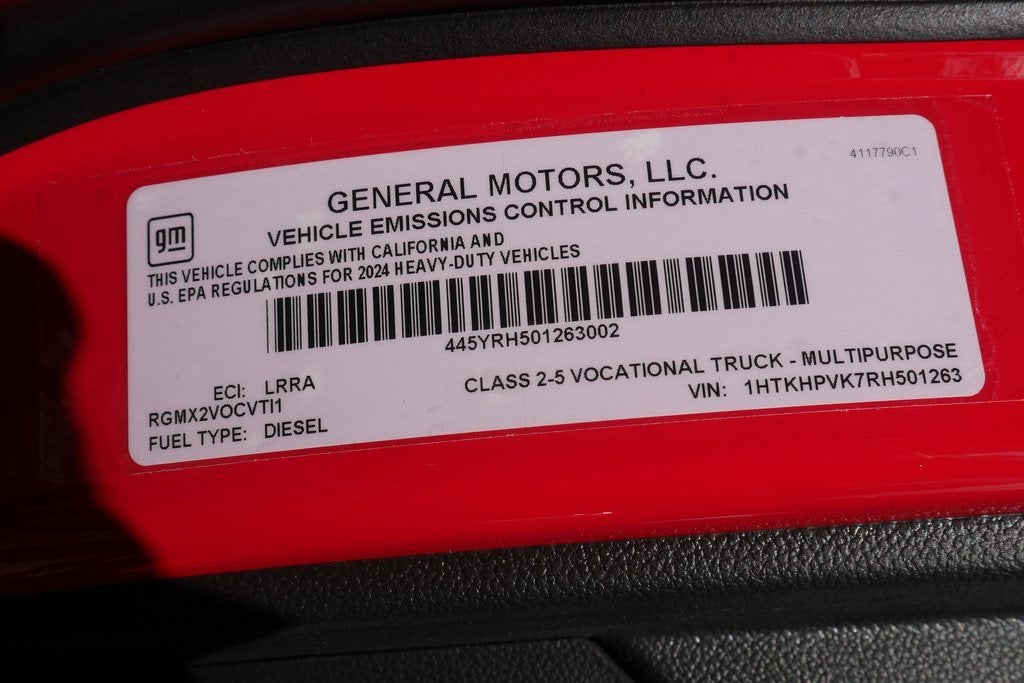 4117790C1
GENERAL MOTORS, LLC.
VEHICLE EMISSIONS CONTROL INFORMATION
gm
THIS VEHICLE COMPLIES WITH CALIFORNIA AND
U.S. EPA REGULATIONS FOR 2024 HEAVY-DUTY VEHICLES
445YRH501263002
ECI: LRRA
CLASS 2-5 VOCATIONAL TRUCK - MULTIPURPOSE
RGMX2VOCVTI1
VIN: 1HTKHPVK7RH501263
FUEL TYPE: DIESEL